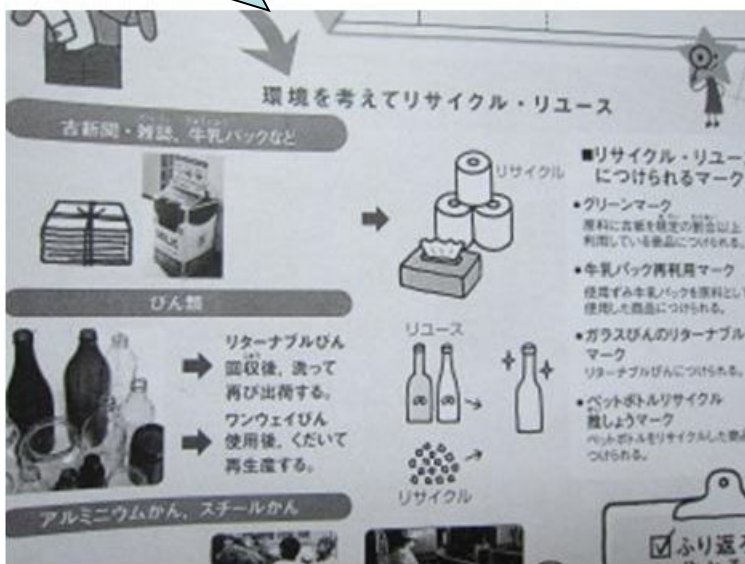 環境を考えてリサイクル・リユース
古新聞・雑誌、牛乳パックなど
リサイクル
びん類
リターナブルびん
回収後、洗って
再び出荷する。
ワンウェイびん
使用後、くだいて
再生産する。
リユース
リサイクル
アルミニウムかん、スチールかん
■リサイクル・リユー
につけられるマーク
•グリーンマーク
原料に古紙を規定の割合以上
利用している商品につけられる。
•牛乳パック再利用マーク
使用ずみ牛乳パックを原料として
使用した商品につけられる。
•ガラスびんのリターナブル
マーク
リターナブルびんにつけられる。
•ペットボトルリサイクル
推しょうマーク
ペットボトルをリサイクルした商品
つけられる。
ふり返る